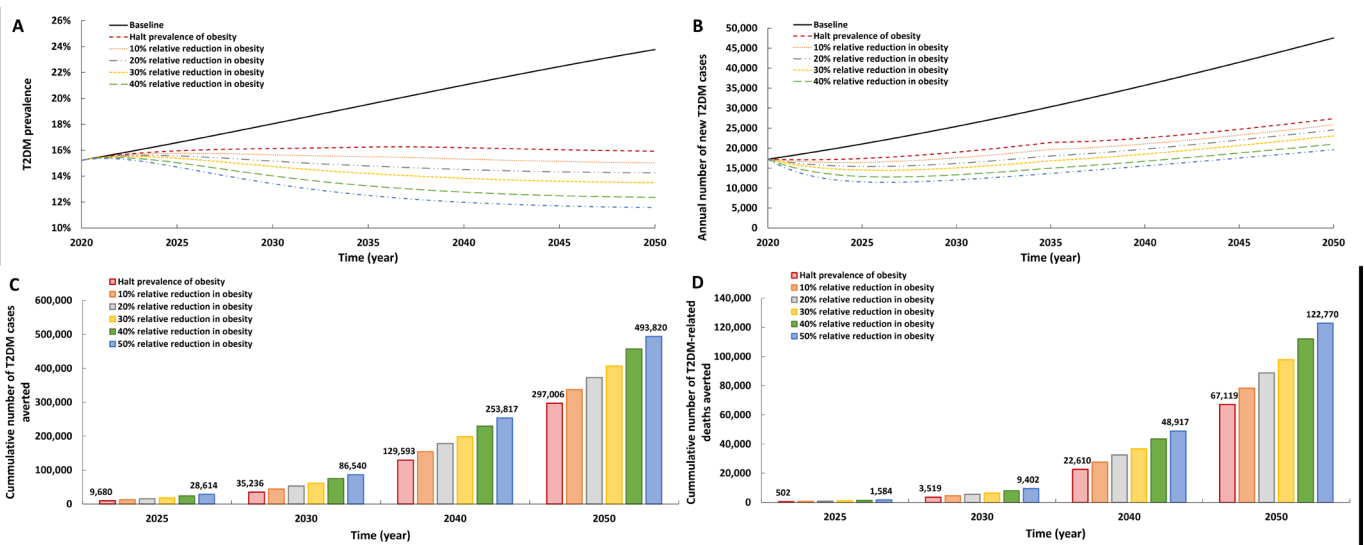 A
Baseline
Halt prevalence of obesity
10% relative reduction in obesity
20% relative reduction in obesity
30% relative reduction in obesity
40% relative reduction in obesity
T2DM prevalence
26%
24%
22%
20%
18%
16%
14%
12%
10%
2020
2025
2030
2035
2040
2045
2050
Time (year)
B
Baseline
Halt prevalence of obesity
10% relative reduction in obesity
20% relative reduction in obesity
30% relative reduction in obesity
40% relative reduction in obesity
Annual number of new T2DM cases
50,000
45,000
40,000
35,000
30,000
25,000
20,000
15,000
10,000
5,000
0
2020
2025
2030
2035
2040
2045
2050
Time (year)
C
Halt prevalence of obesity
10% relative reduction in obesity
20% relative reduction in obesity
30% relative reduction in obesity
40% relative reduction in obesity
50% relative reduction in obesity
Cummulative number of T2DM cases
averted
600,000
500,000
400,000
300,000
200,000
100,000
0
9,680
28,614
35,236
86,540
129,593
253,817
297,006
493,820
2025
2030
2040
2050
Time (year)
D
Halt prevalence of obesity
10% relative reduction in obesity
20% relative reduction in obesity
30% relative reduction in obesity
40% relative reduction in obesity
50% relative reduction in obesity
Cummulative number of T2DM-related
deaths averted
140,000
120,000
100,000
80,000
60,000
40,000
20,000
0
502
1,584
3,519
9,402
22,610
48,917
67,119
122,770
2025
2030
2040
2050
Time (year)